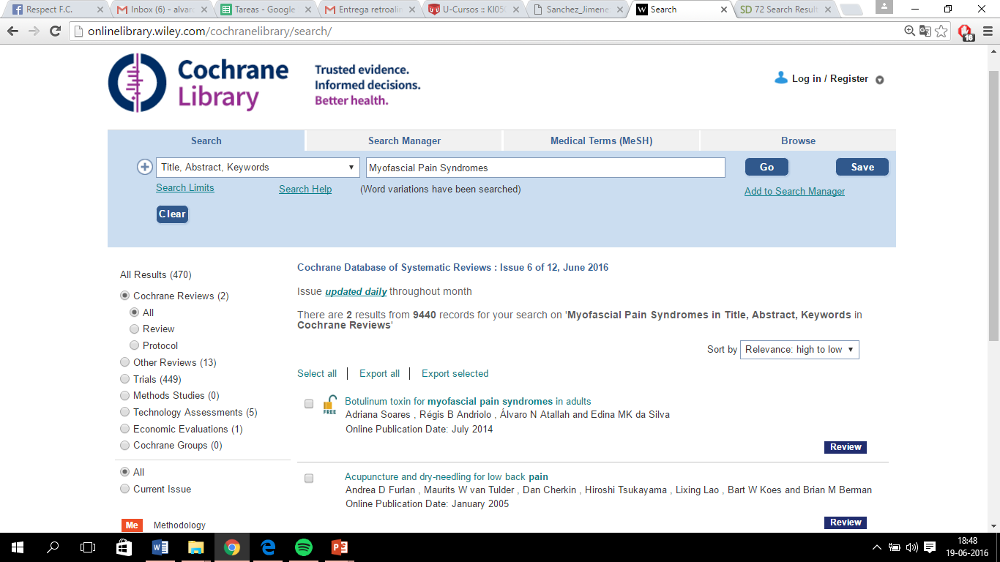 Respect F.C.
Inbox (6) - alvar
Tareas - Google
Entrega retroalin
U-Cursos :: KI050
Sanchez_Jimene
W Search
SD 72 Search Result
onlinelibrary.wiley.com/cochranelibrary/search/
16
Cochrane
Library
Trusted evidence.
Informed decisions.
Better health.
Log in / Register
Search
Search Manager
Medical Terms (MeSH)
Browse
Title, Abstract, Keywords
Myofascial Pain Syndromes
Go
Save
Search Limits
Search Help
(Word variations have been searched)
Add to Search Manager
Clear
All Results (470)
Cochrane Reviews (2)
All
Review
Protocol
Other Reviews (13)
Trials (449)
Methods Studies (0)
Technology Assessments (5)
Economic Evaluations (1)
Cochrane Groups (0)
All
Current Issue
Me Methodology
Cochrane Database of Systematic Reviews : Issue 6 of 12, June 2016
Issue updated daily throughout month
There are 2 results from 9440 records for your search on 'Myofascial Pain Syndromes in Title, Abstract, Keywords in
Cochrane Reviews'
Sort by Relevance: high to low
Select all | Export all | Export selected
FREE
Botulinum toxin for myofascial pain syndromes in adults
Adriana Soares , Régis B Andriolo , Álvaro N Atallah and Edina MK da Silva
Online Publication Date: July 2014
Review
Acupuncture and dry-needling for low back pain
Andrea D Furlan , Maurits W van Tulder , Dan Cherkin , Hiroshi Tsukayama , Lixing Lao , Bart W Koes and Brian M Berman
Online Publication Date: January 2005
Review
18:48
19-06-2016